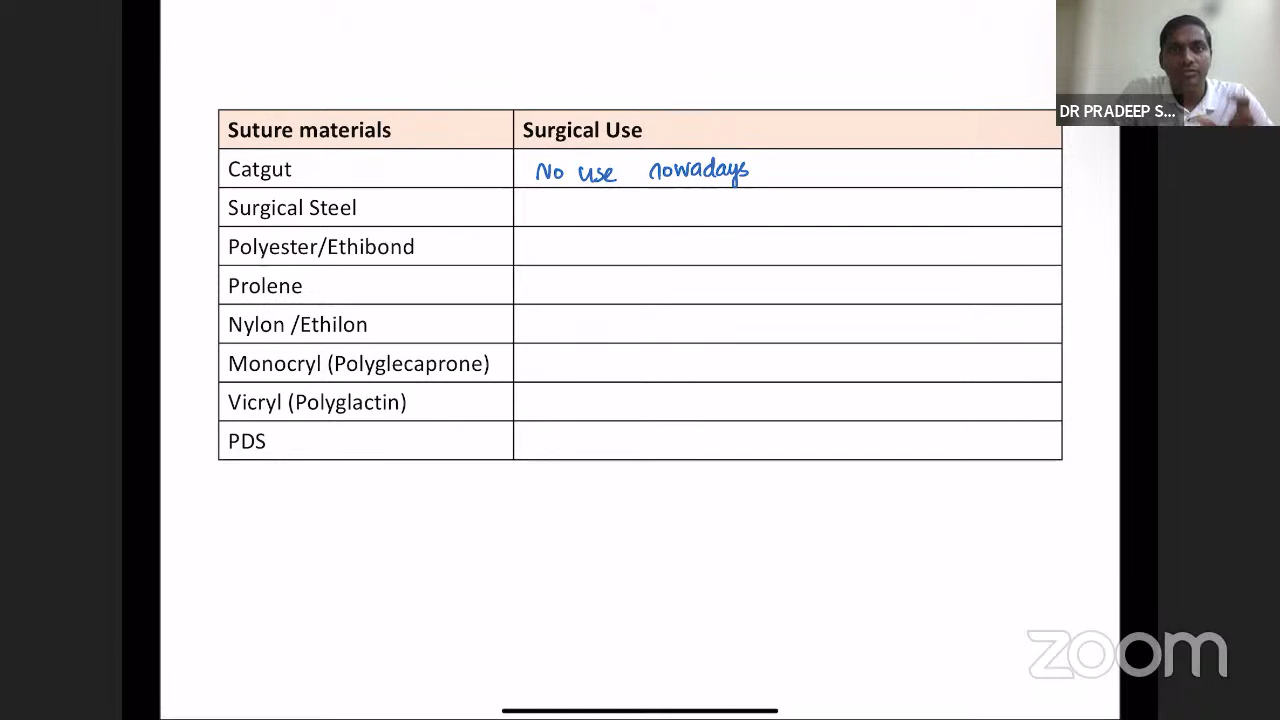 DR PRADEEP S...
Suture materials Surgical Use
Catgut No use nowadays
Surgical Steel
Polyester/Ethibond
Prolene
Nylon /Ethilon
Monocryl (Polyglecaprone)
Vicryl (Polyglactin)
PDS
zoom